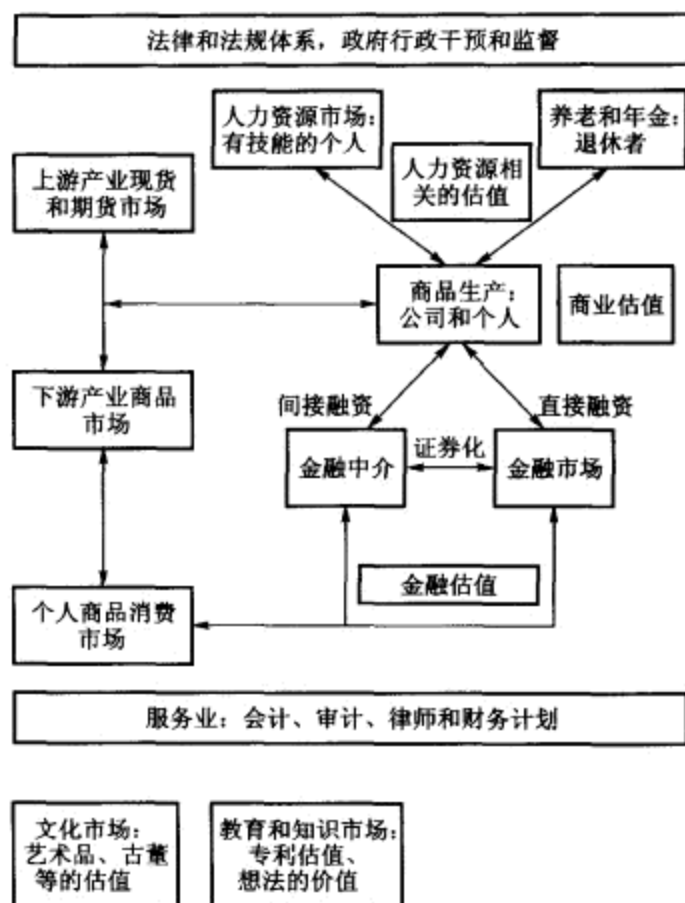 法律和法规体系，政府行政干预和监督
人力资源市场：
有技能的个人
养老和年金：
退休者
人力资源相
关的估值
上游产业现货
和期货市场
商品生产：
公司和个人
商业估值
下游产业商品
市场
间接融资
直接融资
金融中介
证券化
金融市场
金融估值
个人商品消费
市场
服务业：会计、审计、律师和财务计划
文化市场：
艺术品、古董
等的估值
教育和知识市场：
专利估值、
想法的价值